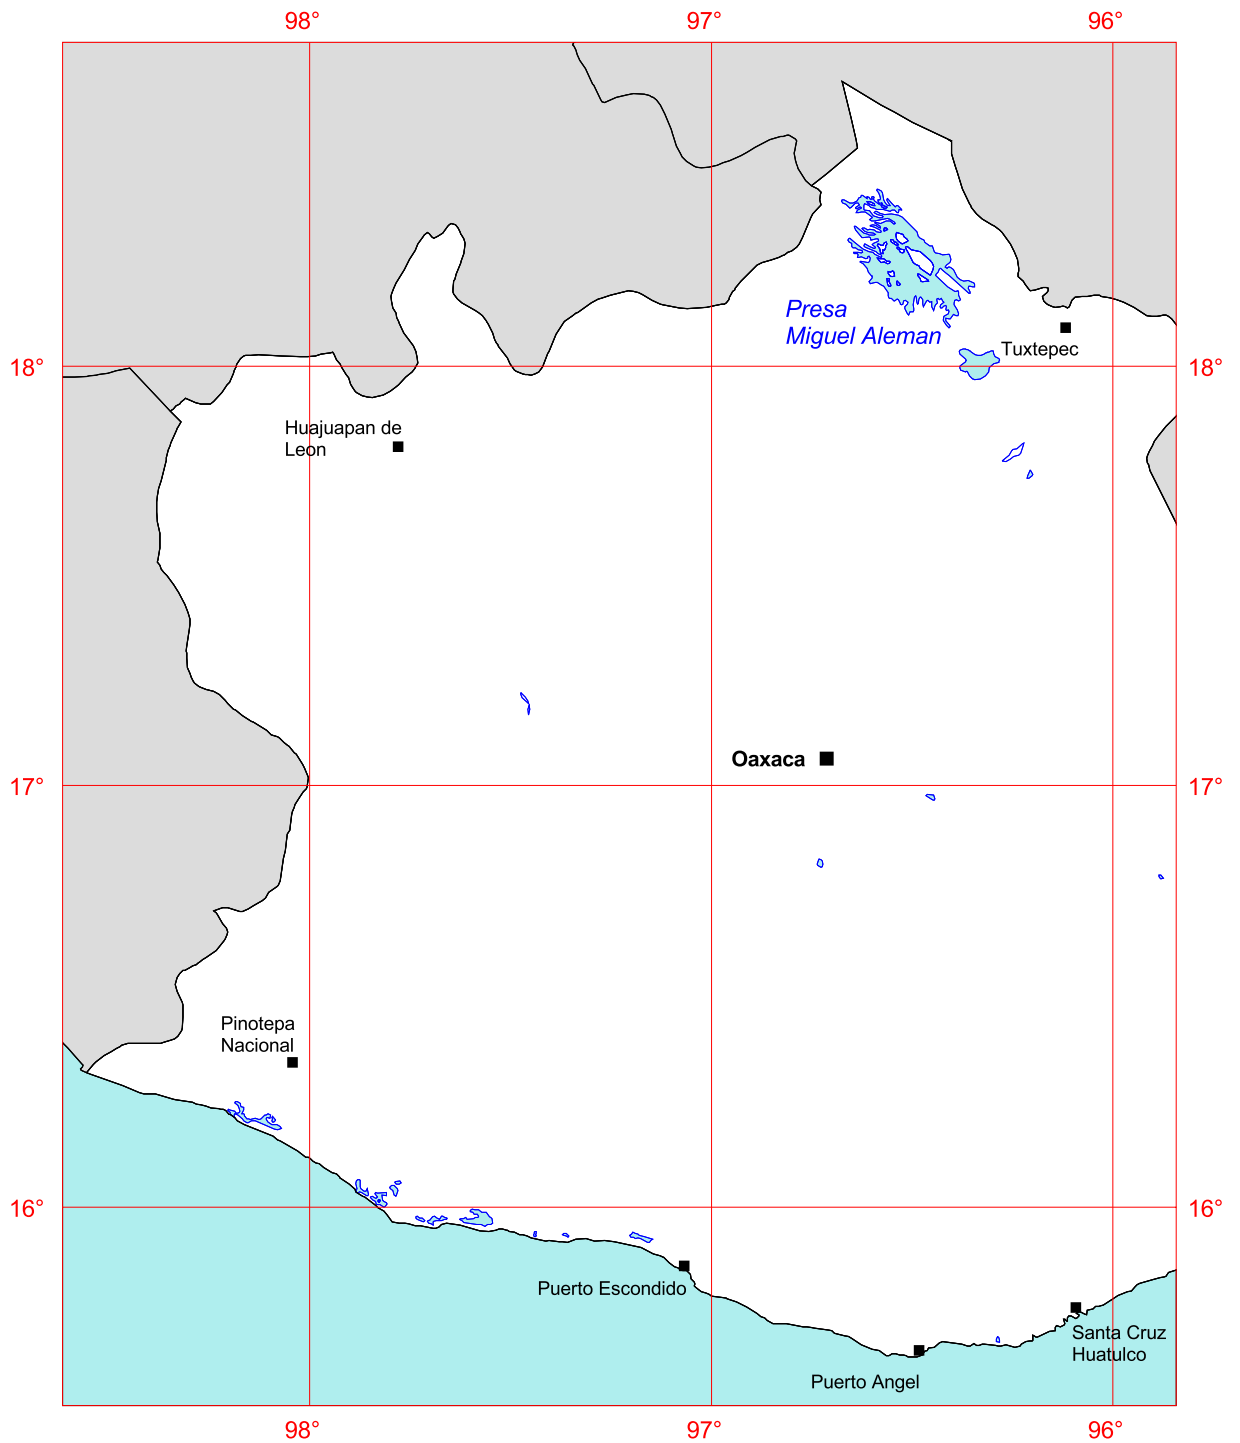 98°
97°
96°
Presa
Miguel Aleman
Tuxtepec
18°
18°
Huajuapan de
Leon
Oaxaca
17°
17°
Pinotepa
Nacional
16°
16°
Puerto Escondido
Santa Cruz
Huatulco
Puerto Angel
98°
97°
96°